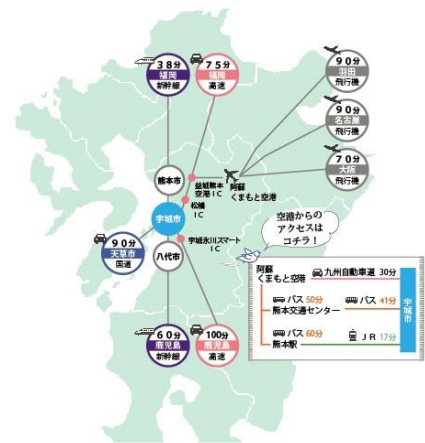 38分
福岡
新幹線
75分
福岡
高速
90分
羽田
飛行機
90分
名古屋
飛行機
70分
大阪
飛行機
熊本市
益城熊本
空港IC
松橋
IC
阿蘇
くまもと空港
宇城市
宇城氷川スマート
IC
90分
天草市
国道
八代市
60分
鹿児島
新幹線
100分
鹿児島
高速
空港からの
アクセスは
コチラ!
阿蘇
くまもと空港
九州自動車道 30分
バス 50分
熊本交通センター
バス 41分
バス 60分
熊本駅
JR 17分
宇城市